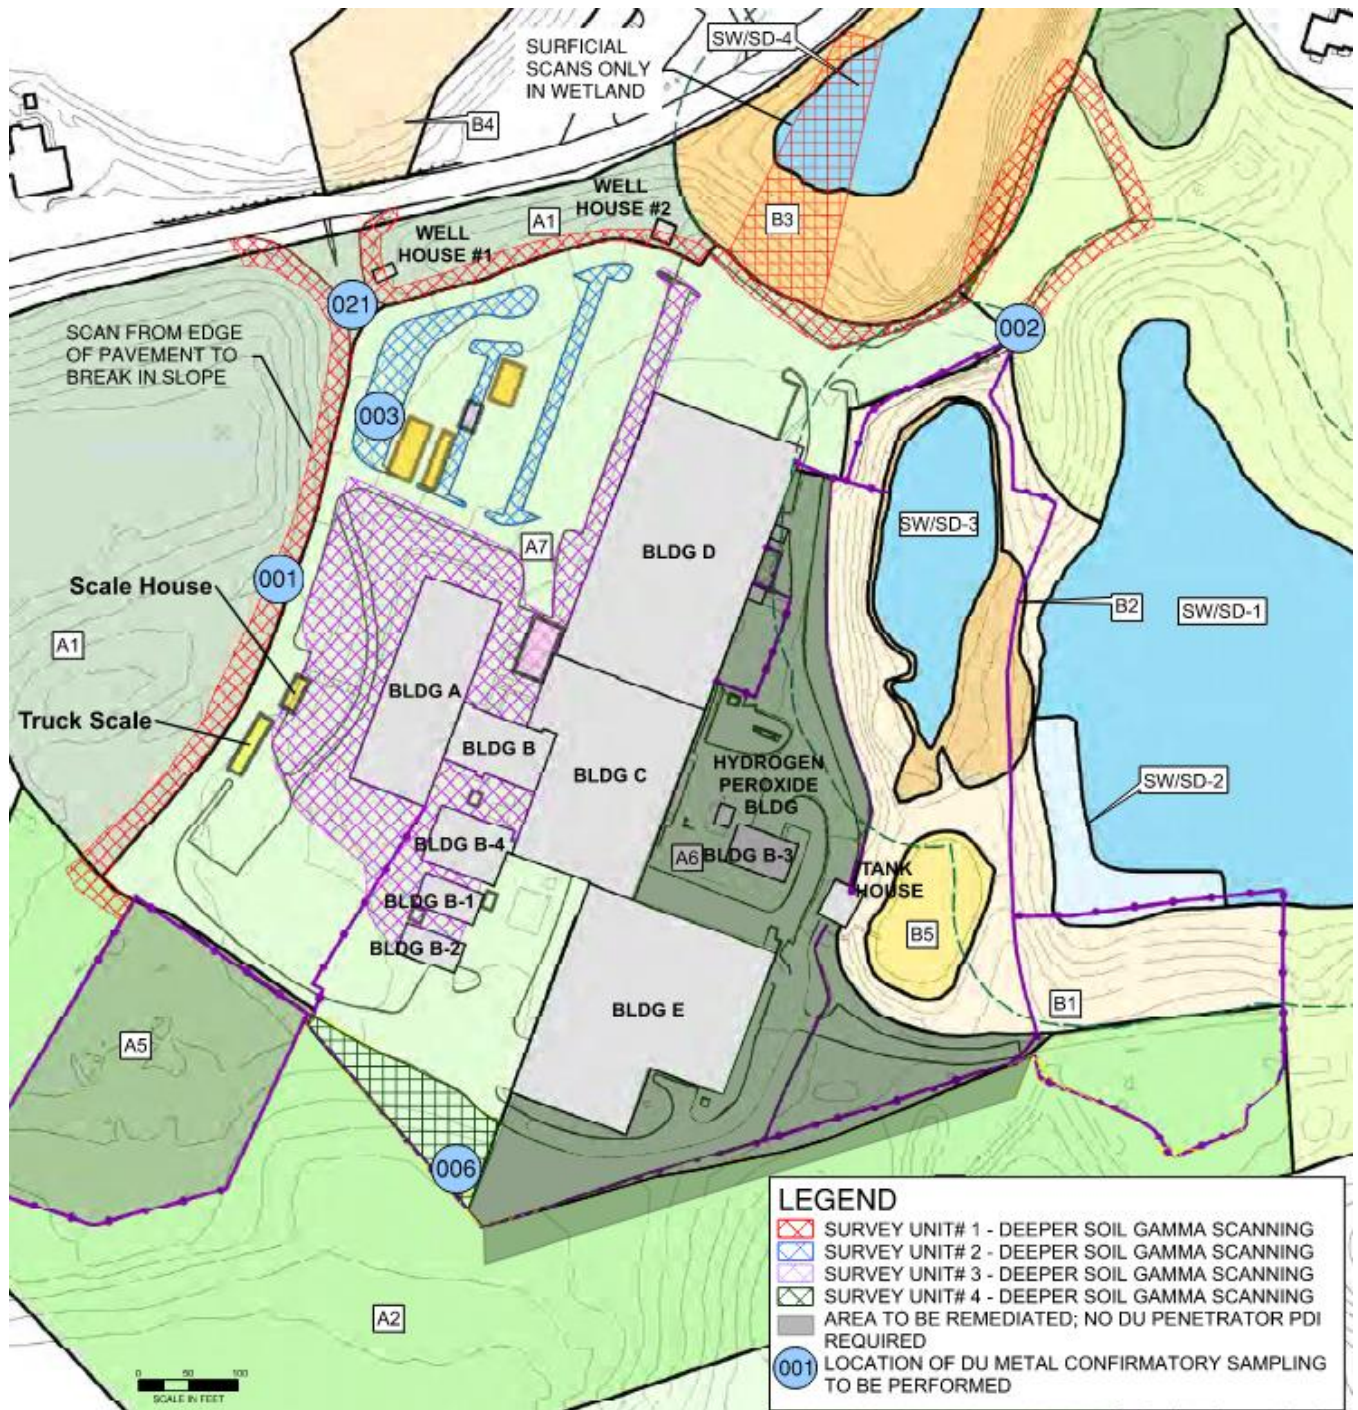 SW/SD-4
SURFICIAL
SCANS ONLY
IN WETLAND
B4
WELL
HOUSE #2
A1
B3
WELL
HOUSE #1
021
002
SCAN FROM EDGE
OF PAVEMENT TO
BREAK IN SLOPE
003
SW/SD-3
A7
BLDG D
001
Scale House
B2
SW/SD-1
A1
BLDG A
Truck Scale
BLDG B
BLDG C
HYDROGEN
PEROXIDE
BLDG
SW/SD-2
BLDG B-4
A6
BLDG B-3
TANK
HOUSE
BLDG B-1
B5
BLDG B-2
B1
BLDG E
A5
006
A2
0 50 100
SCALE IN FEET
LEGEND
SURVEY UNIT# 1 - DEEPER SOIL GAMMA SCANNING
SURVEY UNIT# 2 - DEEPER SOIL GAMMA SCANNING
SURVEY UNIT# 3 - DEEPER SOIL GAMMA SCANNING
SURVEY UNIT# 4 - DEEPER SOIL GAMMA SCANNING
AREA TO BE REMEDIATED; NO DU PENETRATOR PDI
REQUIRED
001 LOCATION OF DU METAL CONFIRMATORY SAMPLING
TO BE PERFORMED